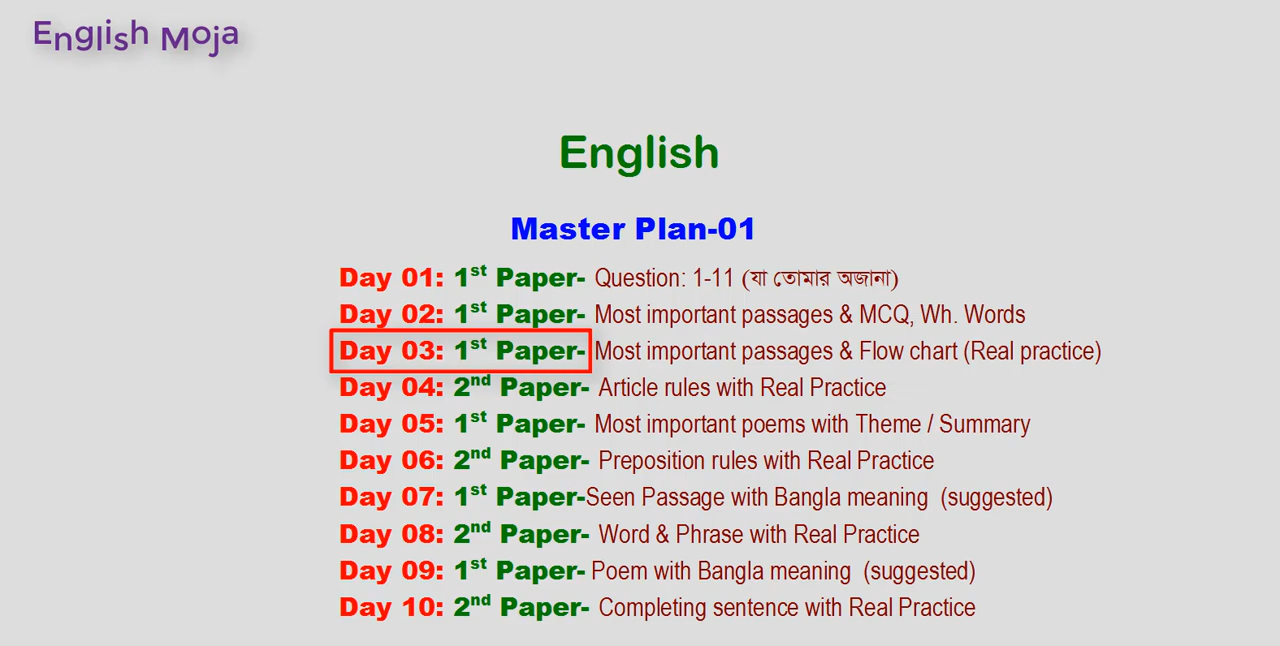 English Moja
English
Master Plan-01
Day 01: 1st Paper- Question: 1-11 (যা তোমার অজানা)
Day 02: 1st Paper- Most important passages & MCQ, Wh. Words
Day 03: 1st Paper- Most important passages & Flow chart (Real practice)
Day 04: 2nd Paper- Article rules with Real Practice
Day 05: 1st Paper- Most important poems with Theme / Summary
Day 06: 2nd Paper- Preposition rules with Real Practice
Day 07: 1st Paper-Seen Passage with Bangla meaning (suggested)
Day 08: 2nd Paper- Word & Phrase with Real Practice
Day 09: 1st Paper- Poem with Bangla meaning (suggested)
Day 10: 2nd Paper- Completing sentence with Real Practice